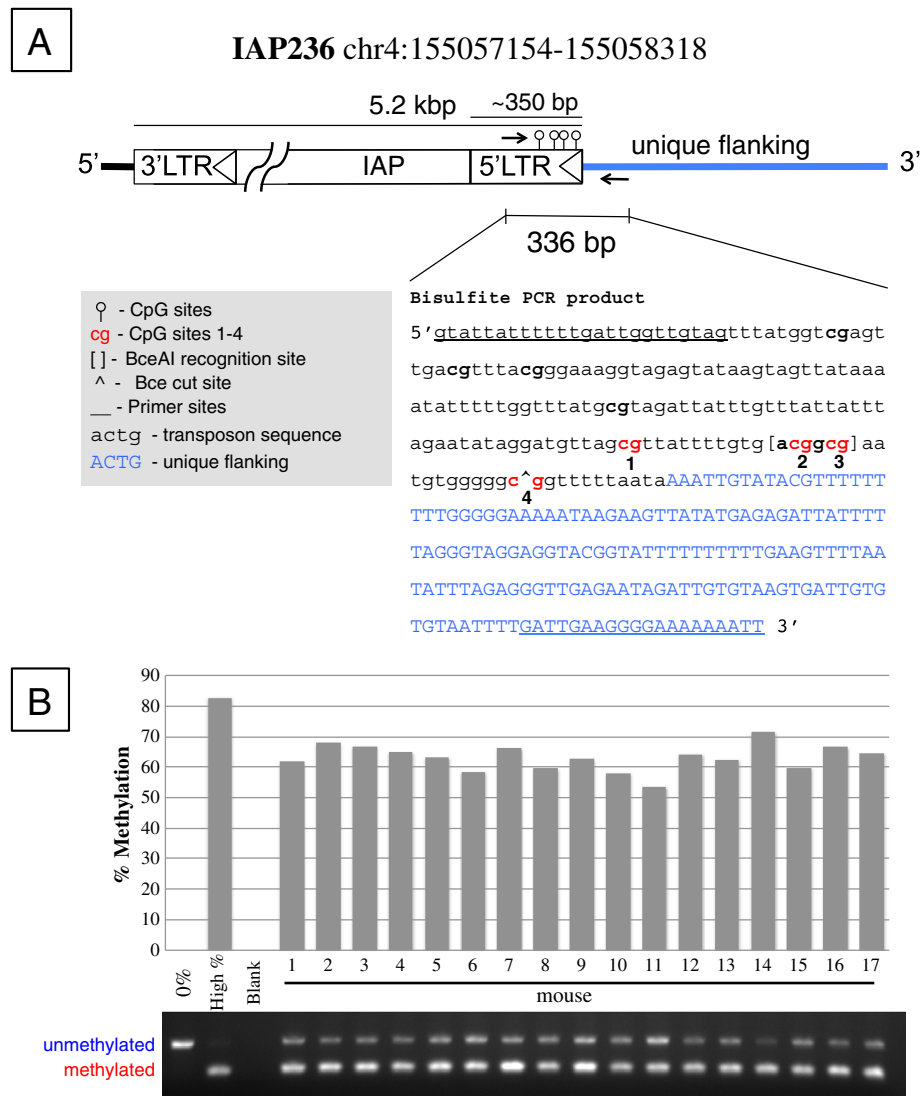 A
IAP236 chr4:155057154-155058318
5.2 kbp
~350 bp
unique flanking
5’
3’LTR
IAP
5’LTR
3’
336 bp
Bisulfite PCR product
5’gtattattttttgattggttgtagtttatggtcgagt
tgacgtttacgggaaaggtagagtataagtagttataaa
atatttttggtttatgcgtagattatttgtttattattt
agaatataggatgttagcgttattttgtg[acggcg]aa
1 2 3
tgtgggggc^ggtttttaataAAATTGTATACGTTTTTT
4
TTTGGGGGAAAAATAAGAAGTTATATGAGAGATTATTTT
TAGGGTAGGAGGTACGGTATTTTTTTTTTGAAGTTTTAA
TATTTAGAGGGTTGAGAATAGATTGTGTAAGTGATTGTG
TGTAATTTTGATTGAAGGGGAAAAAAATT 3’
- CpG sites
cg - CpG sites 1-4
[ ] - BceAI recognition site
^ - Bce cut site
__ - Primer sites
actg - transposon sequence
ACTG - unique flanking
B
% Methylation
90
80
70
60
50
40
30
20
10
0
0% High % Blank 1 2 3 4 5 6 7 8 9 10 11 12 13 14 15 16 17
mouse
unmethylated
methylated